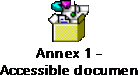 Annex 1 -
Accessible documen